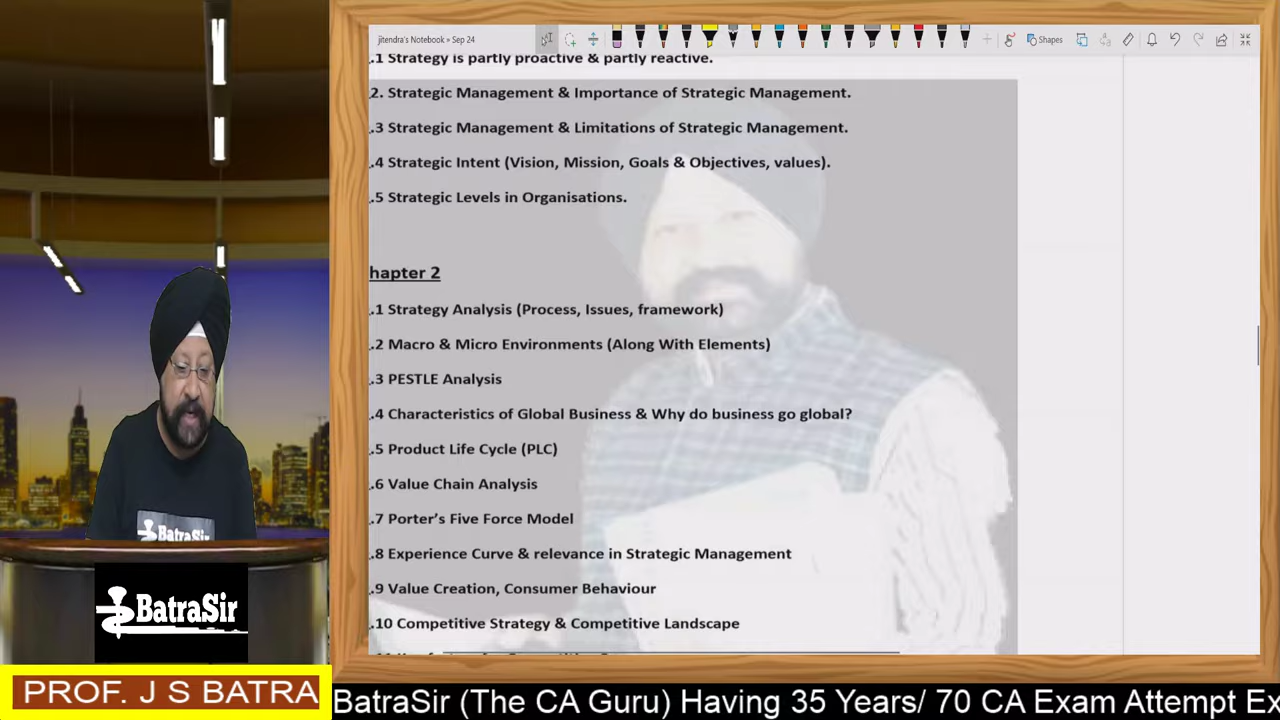 jitendra's Notebook » Sep 24
Shapes
.1 Strategy is partly proactive & partly reactive.
2. Strategic Management & Importance of Strategic Management.
.3 Strategic Management & Limitations of Strategic Management.
.4 Strategic Intent (Vision, Mission, Goals & Objectives, values).
.5 Strategic Levels in Organisations.
hapter 2
.1 Strategy Analysis (Process, Issues, framework)
.2 Macro & Micro Environments (Along With Elements)
.3 PESTLE Analysis
.4 Characteristics of Global Business & Why do business go global?
.5 Product Life Cycle (PLC)
.6 Value Chain Analysis
.7 Porter's Five Force Model
.8 Experience Curve & relevance in Strategic Management
.9 Value Creation, Consumer Behaviour
.10 Competitive Strategy & Competitive Landscape
BatraSir
BatraSir
PROF. J S BATRA
BatraSir (The CA Guru) Having 35 Years/ 70 CA Exam Attempt Ex